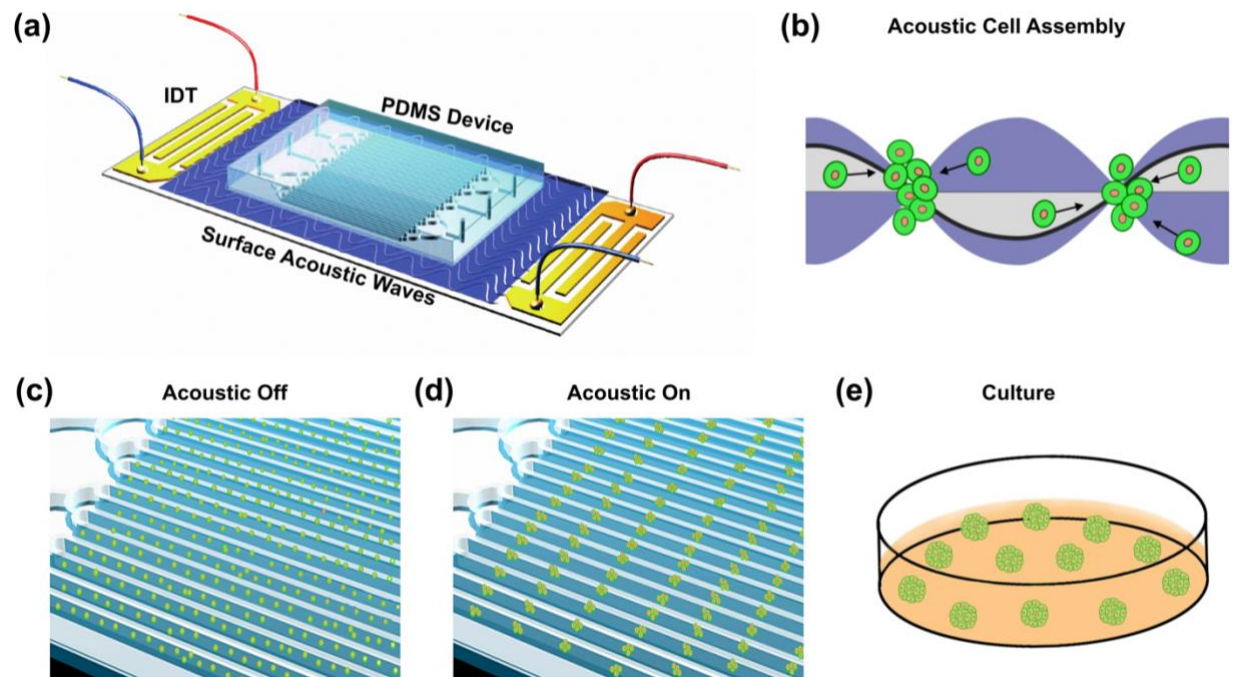 (a)
IDT
PDMS Device
Surface Acoustic Waves
(b)
Acoustic Cell Assembly
(c)
Acoustic Off
(d)
Acoustic On
(e)
Culture